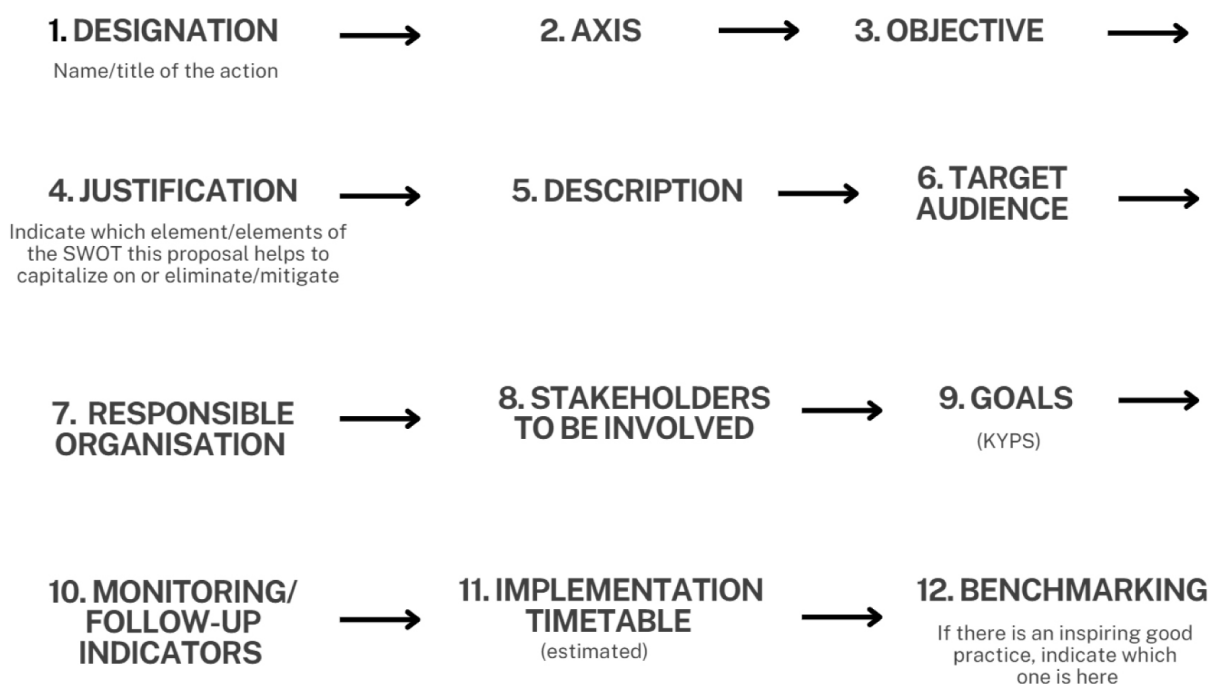 1. DESIGNATION
Name/title of the action
2. AXIS
3. OBJECTIVE
4. JUSTIFICATION
Indicate which element/elements of
the SWOT this proposal helps to
capitalize on or eliminate/mitigate
5. DESCRIPTION
6. TARGET
AUDIENCE
7. RESPONSIBLE
ORGANISATION
8. STAKEHOLDERS
TO BE INVOLVED
9. GOALS
(KYPS)
10. MONITORING/
FOLLOW-UP
INDICATORS
11. IMPLEMENTATION
TIMETABLE
(estimated)
12. BENCHMARKING
If there is an inspiring good
practice, indicate which
one is here